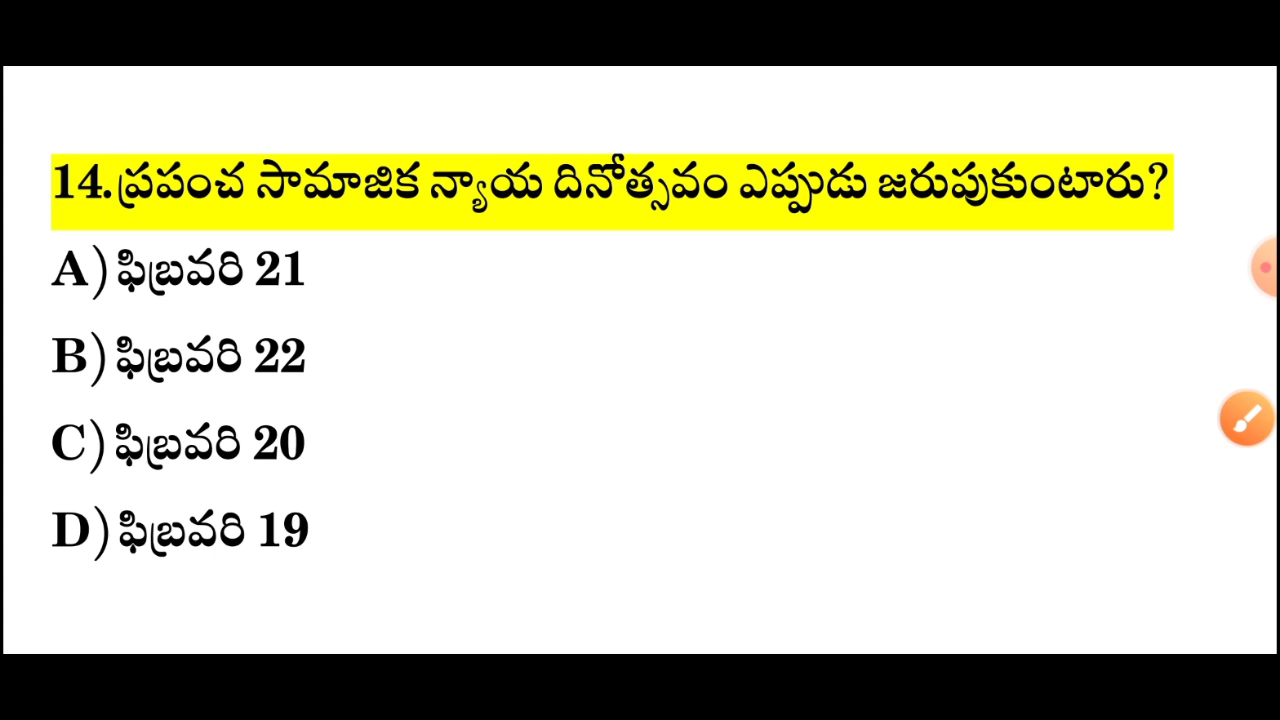 14.ప్రపంచ సామాజిక న్యాయ దినోత్సవం ఎప్పుడు జరుపుకుంటారు?
A)ఫిబ్రవరి 21
B)ఫిబ్రవరి 22
C)ఫిబ్రవరి 20
D)ఫిబ్రవరి 19